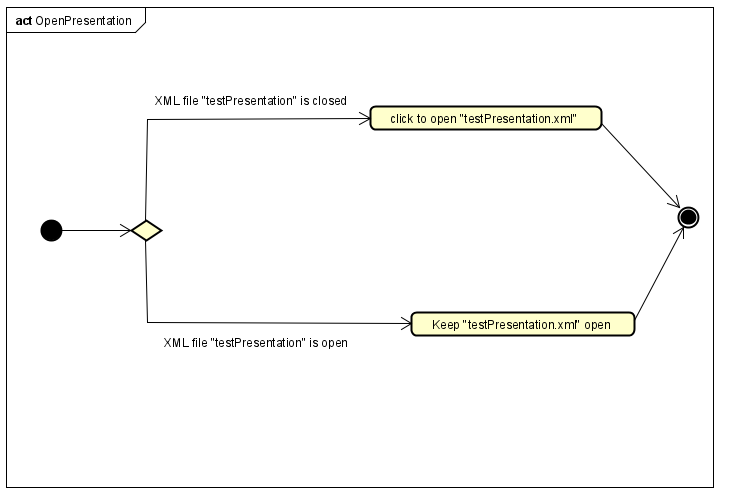 act OpenPresentation
XML file "testPresentation" is closed
click to open "testPresentation.xml"
Keep "testPresentation.xml" open
XML file "testPresentation" is open